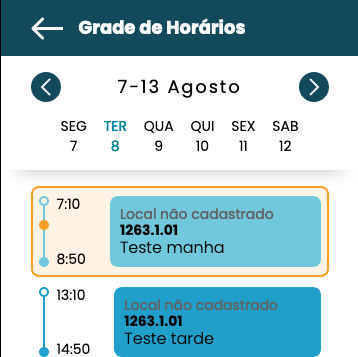 Grade de Horários
7-13 Agosto
SEG TER QUA QUI SEX SAB
7 8 9 10 11 12
7:10
Local não cadastrado
1263.1.01
Teste manha
8:50
13:10
Local não cadastrado
1263.1.01
Teste tarde
14:50